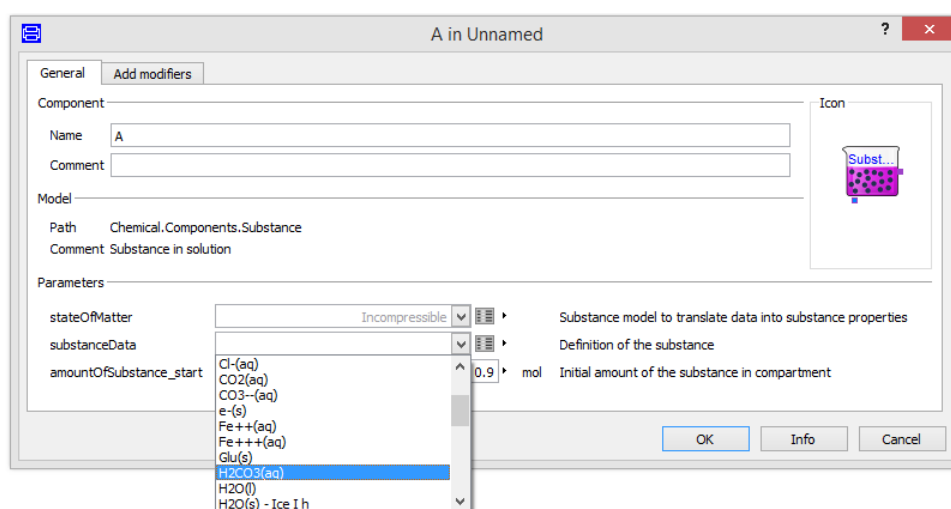 A in Unnamed
?
General
Add modifiers
Component
Icon
Name A
Comment
Subst...
Model
Path Chemical.Components.Substance
Comment Substance in solution
Parameters
stateOfMatter Incompressible Substance model to translate data into substance properties
substanceData Definition of the substance
amountOfSubstance_start 0.9 mol Initial amount of the substance in compartment
Cl-(aq)
CO2(aq)
CO3--(aq)
e-(s)
Fe++(aq)
Fe+++(aq)
Glu(s)
H2CO3(aq)
H2O(l)
H2O(s) - Ice I h
OK Info Cancel